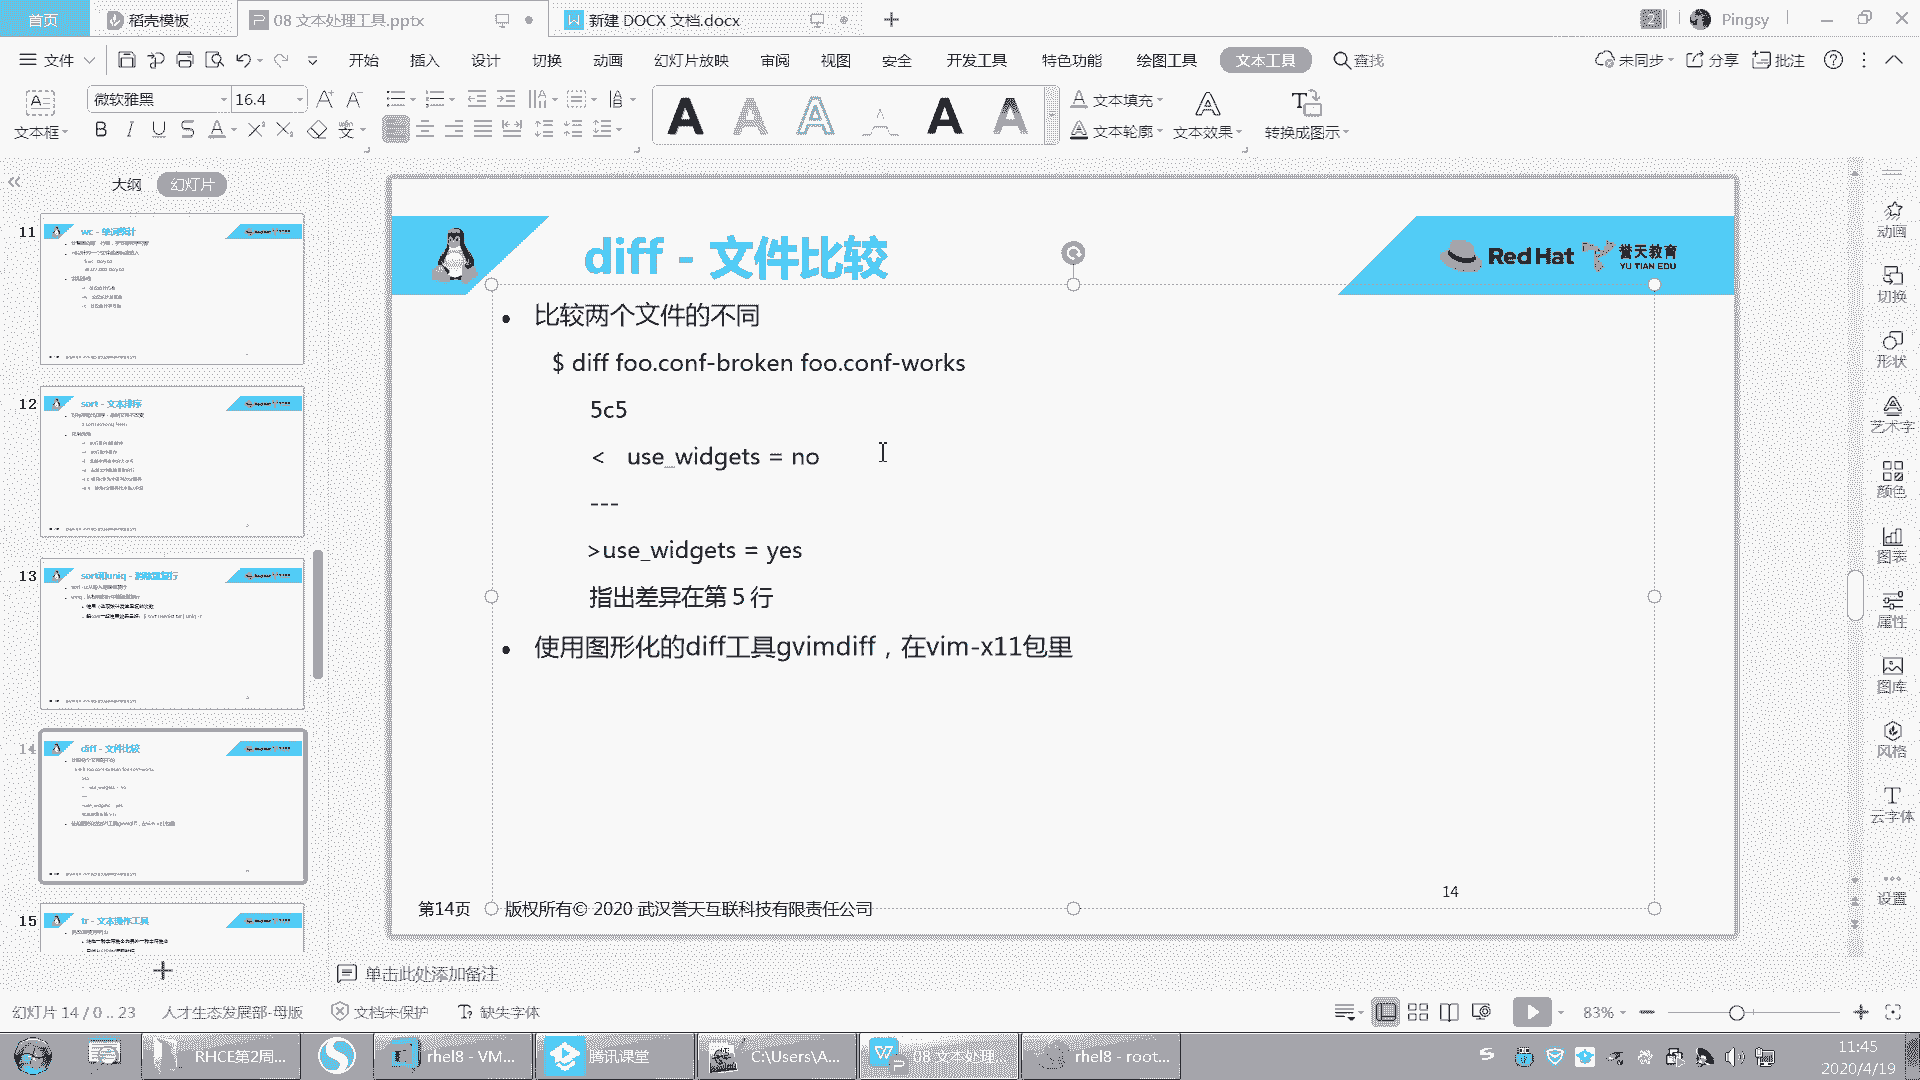 首页
稻壳模板
08 文本处理工具.pptx
新建 DOCX 文档.docx
Pingsy
文件
开始 插入 设计 切换 动画 幻灯片放映 审阅 视图 安全 开发工具 特色功能 绘图工具 文本工具 查找
未同步 分享 批注
文本框
微软雅黑 16.4
文本填充
文本轮廓
文本效果
转换成图示
大纲 幻灯片
11
wc - 单词统计
12
sort - 文本排序
13
14
diff - 文件比较
15
tr - 文本操作工具
diff - 文件比较
Red Hat
誉天教育
YU TIAN EDU
• 比较两个文件的不同
$ diff foo.conf-broken foo.conf-works
5c5
< use_widgets = no
---
>use_widgets = yes
指出差异在第 5 行
• 使用图形化的diff工具gvimdiff，在vim-x11包里
14
第14页
版权所有© 2020 武汉誉天互联科技有限责任公司
动画
切换
形状
艺术字
颜色
图表
属性
图库
风格
云字体
设置
单击此处添加备注
幻灯片 14 / 0 .. 23
人才生态发展部-母版
文档未保护
缺失字体
83%
RHCE第2周...
rhel8 - VM...
腾讯课堂
C:\Users\A...
08 文本处理...
rhel8 - root...
11:45
2020/4/19